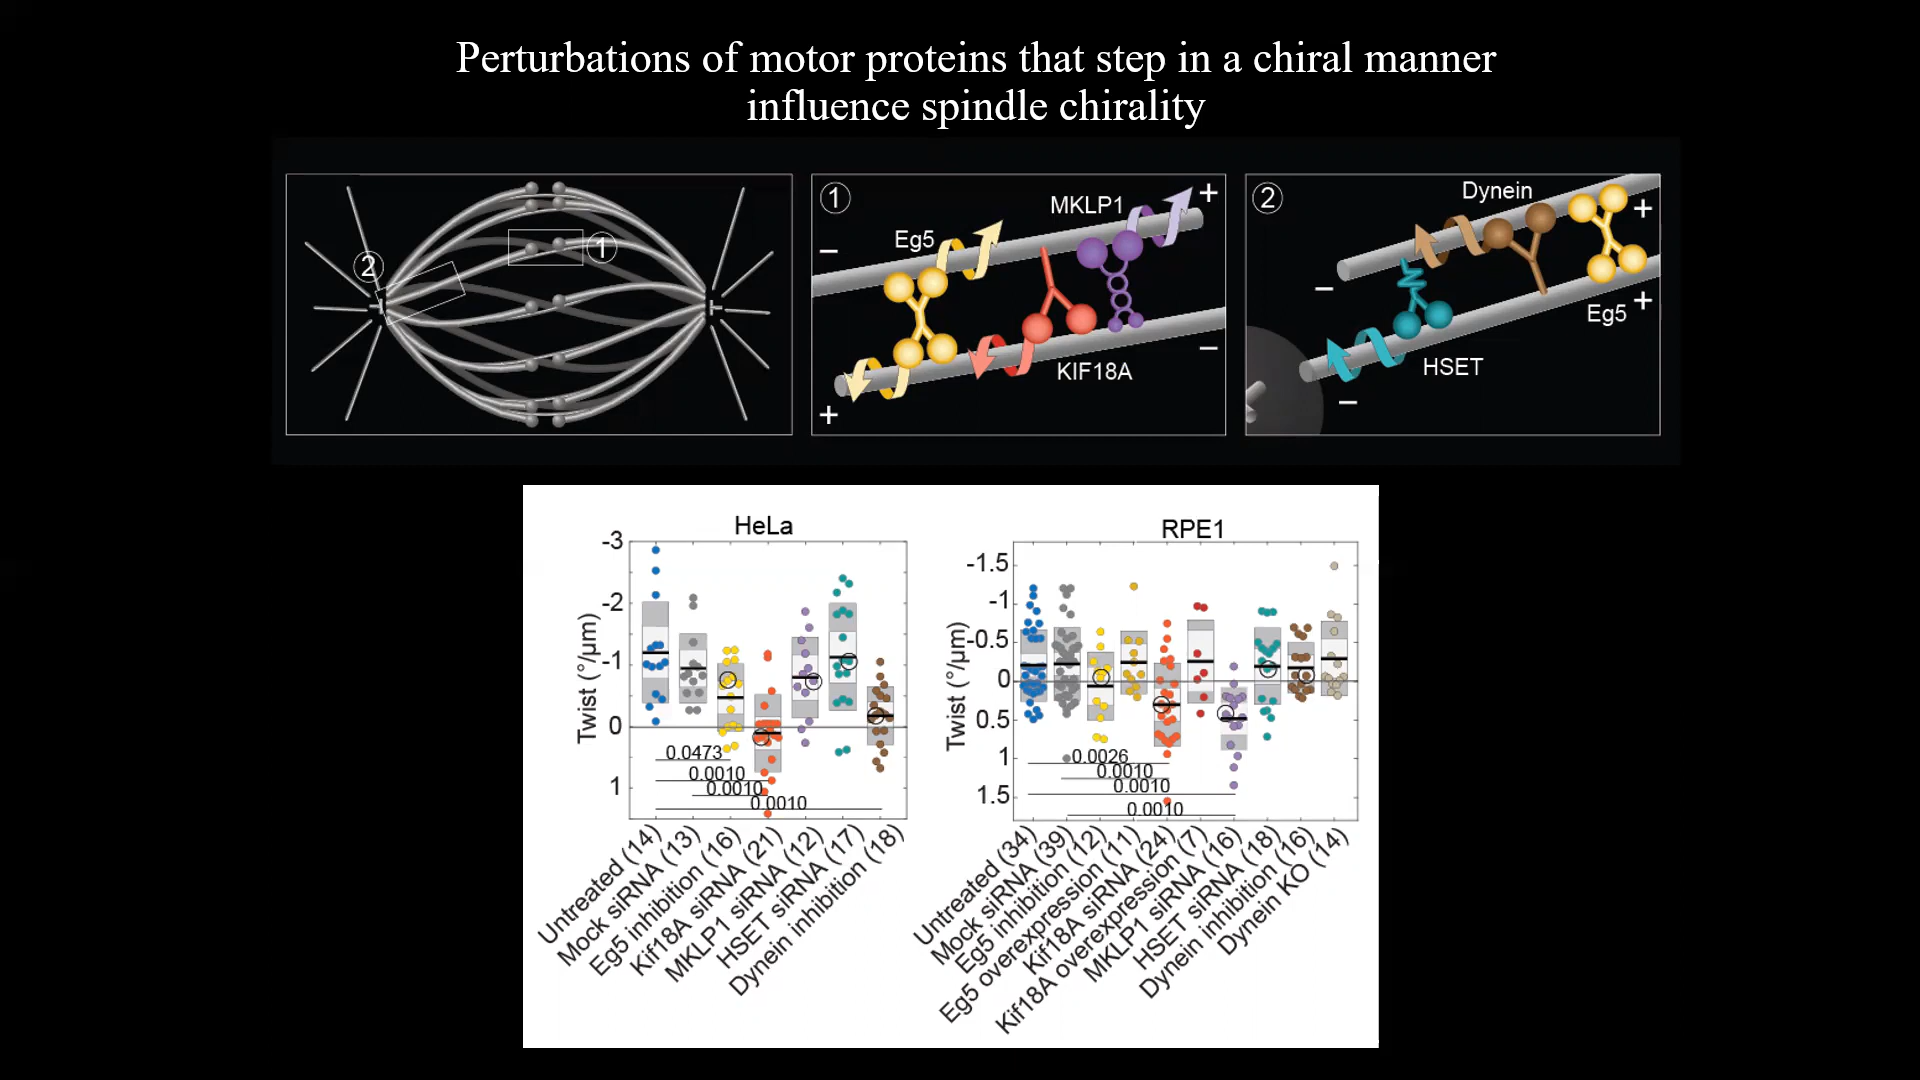 Perturbations of motor proteins that step in a chiral manner
influence spindle chirality
1
2
1
MKLP1
+
−
Eg5
KIF18A
−
+
2
Dynein
+
−
Eg5 +
HSET
−
HeLa
-3
-2
-1
0
1
Twist (°/μm)
0.0473
0.0010
0.0010
0.0010
Untreated (14)
Mock siRNA (13)
Eg5 inhibition (16)
Kif18A siRNA (21)
MKLP1 siRNA (12)
HSET siRNA (17)
Dynein inhibition (18)
RPE1
-1.5
-1
-0.5
0
0.5
1
1.5
Twist (°/μm)
0.0026
0.0010
0.0010
0.0010
Untreated (34)
Mock siRNA (39)
Eg5 inhibition (12)
Eg5 overexpression (11)
Kif18A siRNA (24)
Kif18A overexpression (7)
MKLP1 siRNA (16)
HSET siRNA (18)
Dynein inhibition (16)
Dynein KO (14)